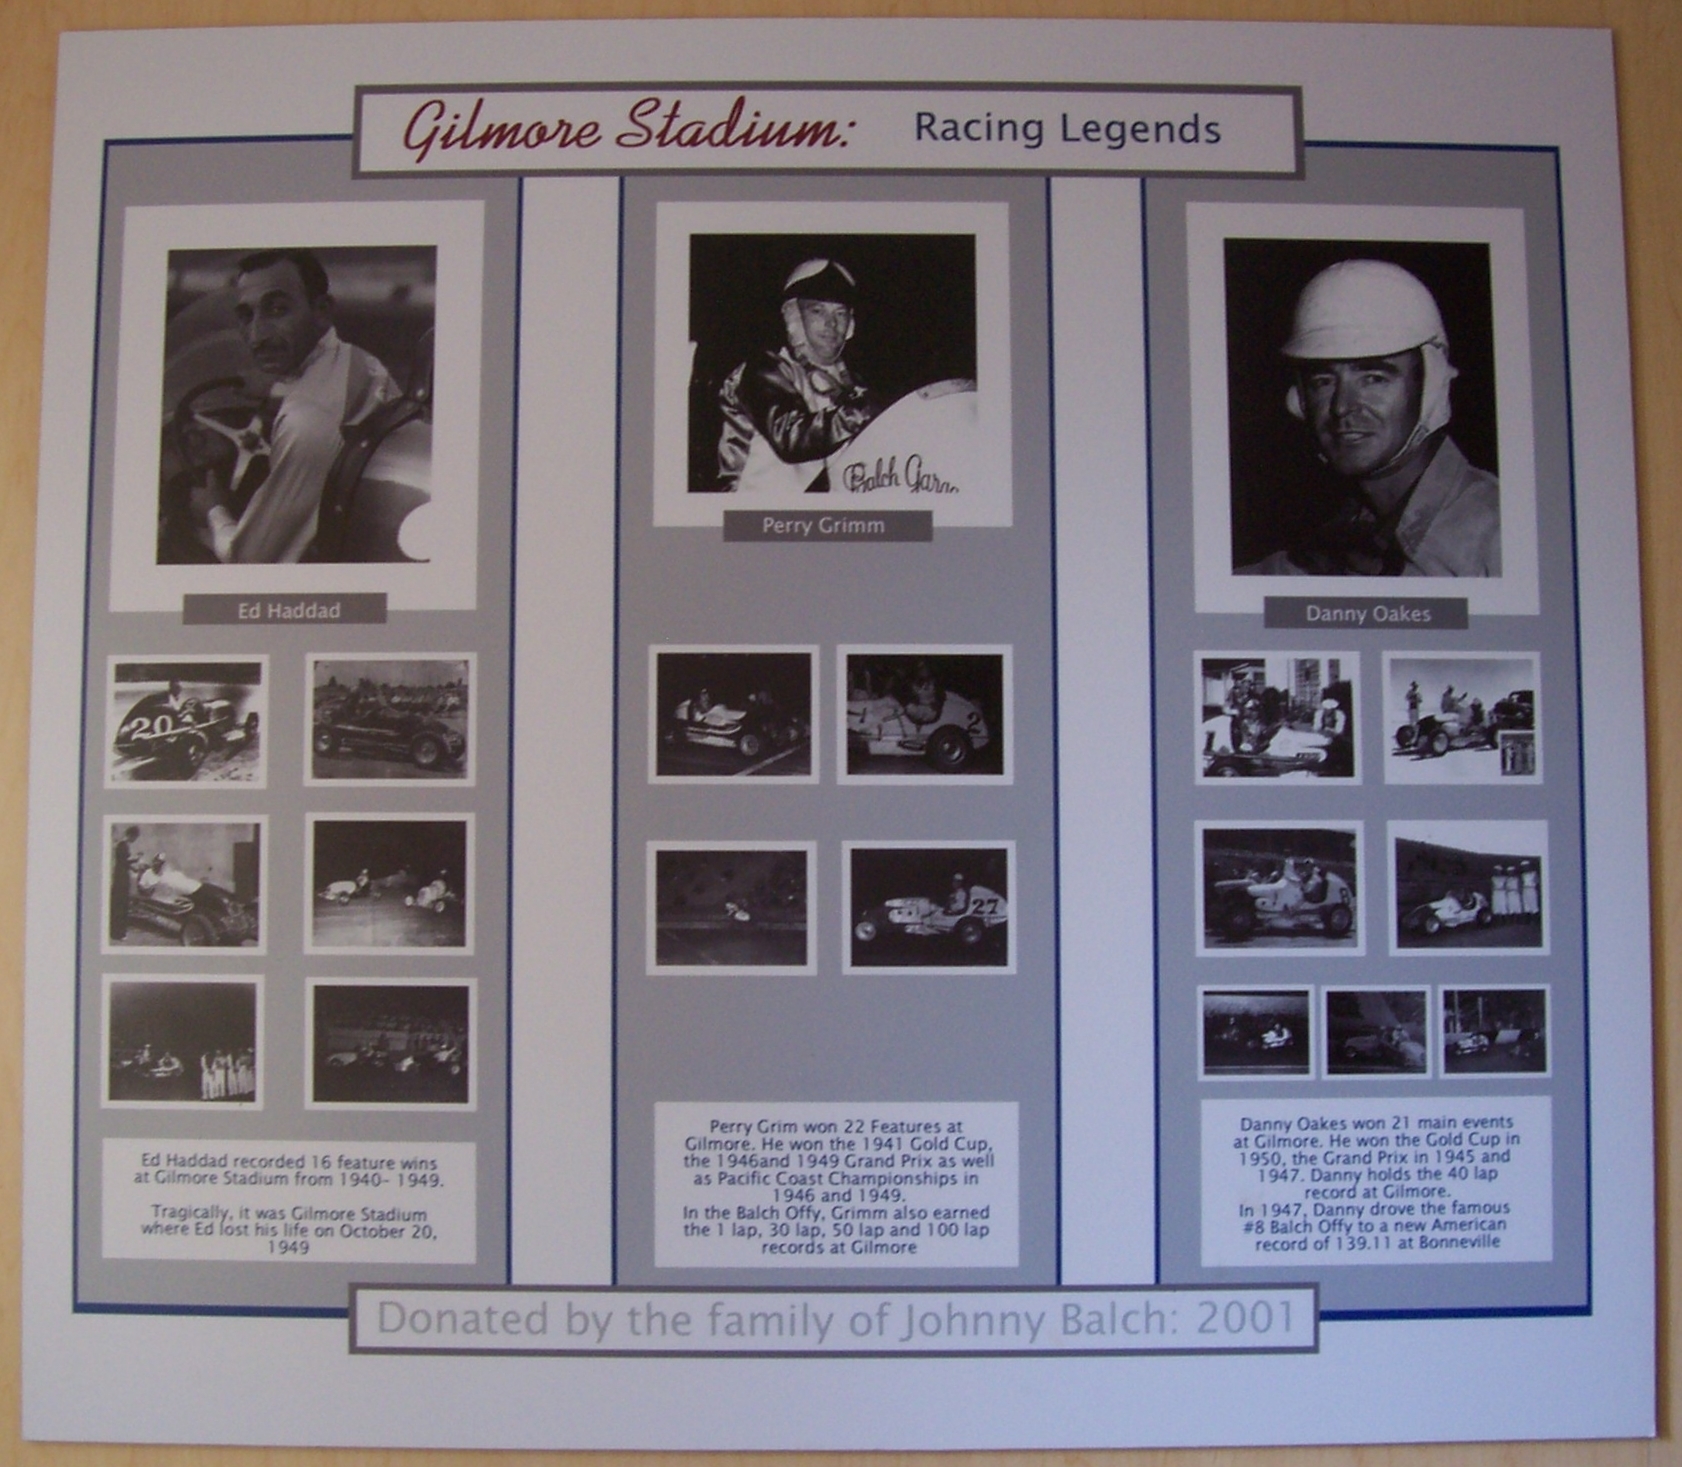 Gilmore Stadium: Racing Legends
Balch Gara
Ed Haddad
Perry Grimm
Danny Oakes
20
2
27
8
Ed Haddad recorded 16 feature wins
at Gilmore Stadium from 1940- 1949.
Tragically, it was Gilmore Stadium
where Ed lost his life on October 20,
1949
Perry Grim won 22 Features at
Gilmore. He won the 1941 Gold Cup,
the 1946and 1949 Grand Prix as well
as Pacific Coast Championships in
1946 and 1949.
In the Balch Offy, Grimm also earned
the 1 lap, 30 lap, 50 lap and 100 lap
records at Gilmore
Danny Oakes won 21 main events
at Gilmore. He won the Gold Cup in
1950, the Grand Prix in 1945 and
1947. Danny holds the 40 lap
record at Gilmore.
In 1947, Danny drove the famous
#8 Balch Offy to a new American
record of 139.11 at Bonneville
Donated by the family of Johnny Balch: 2001